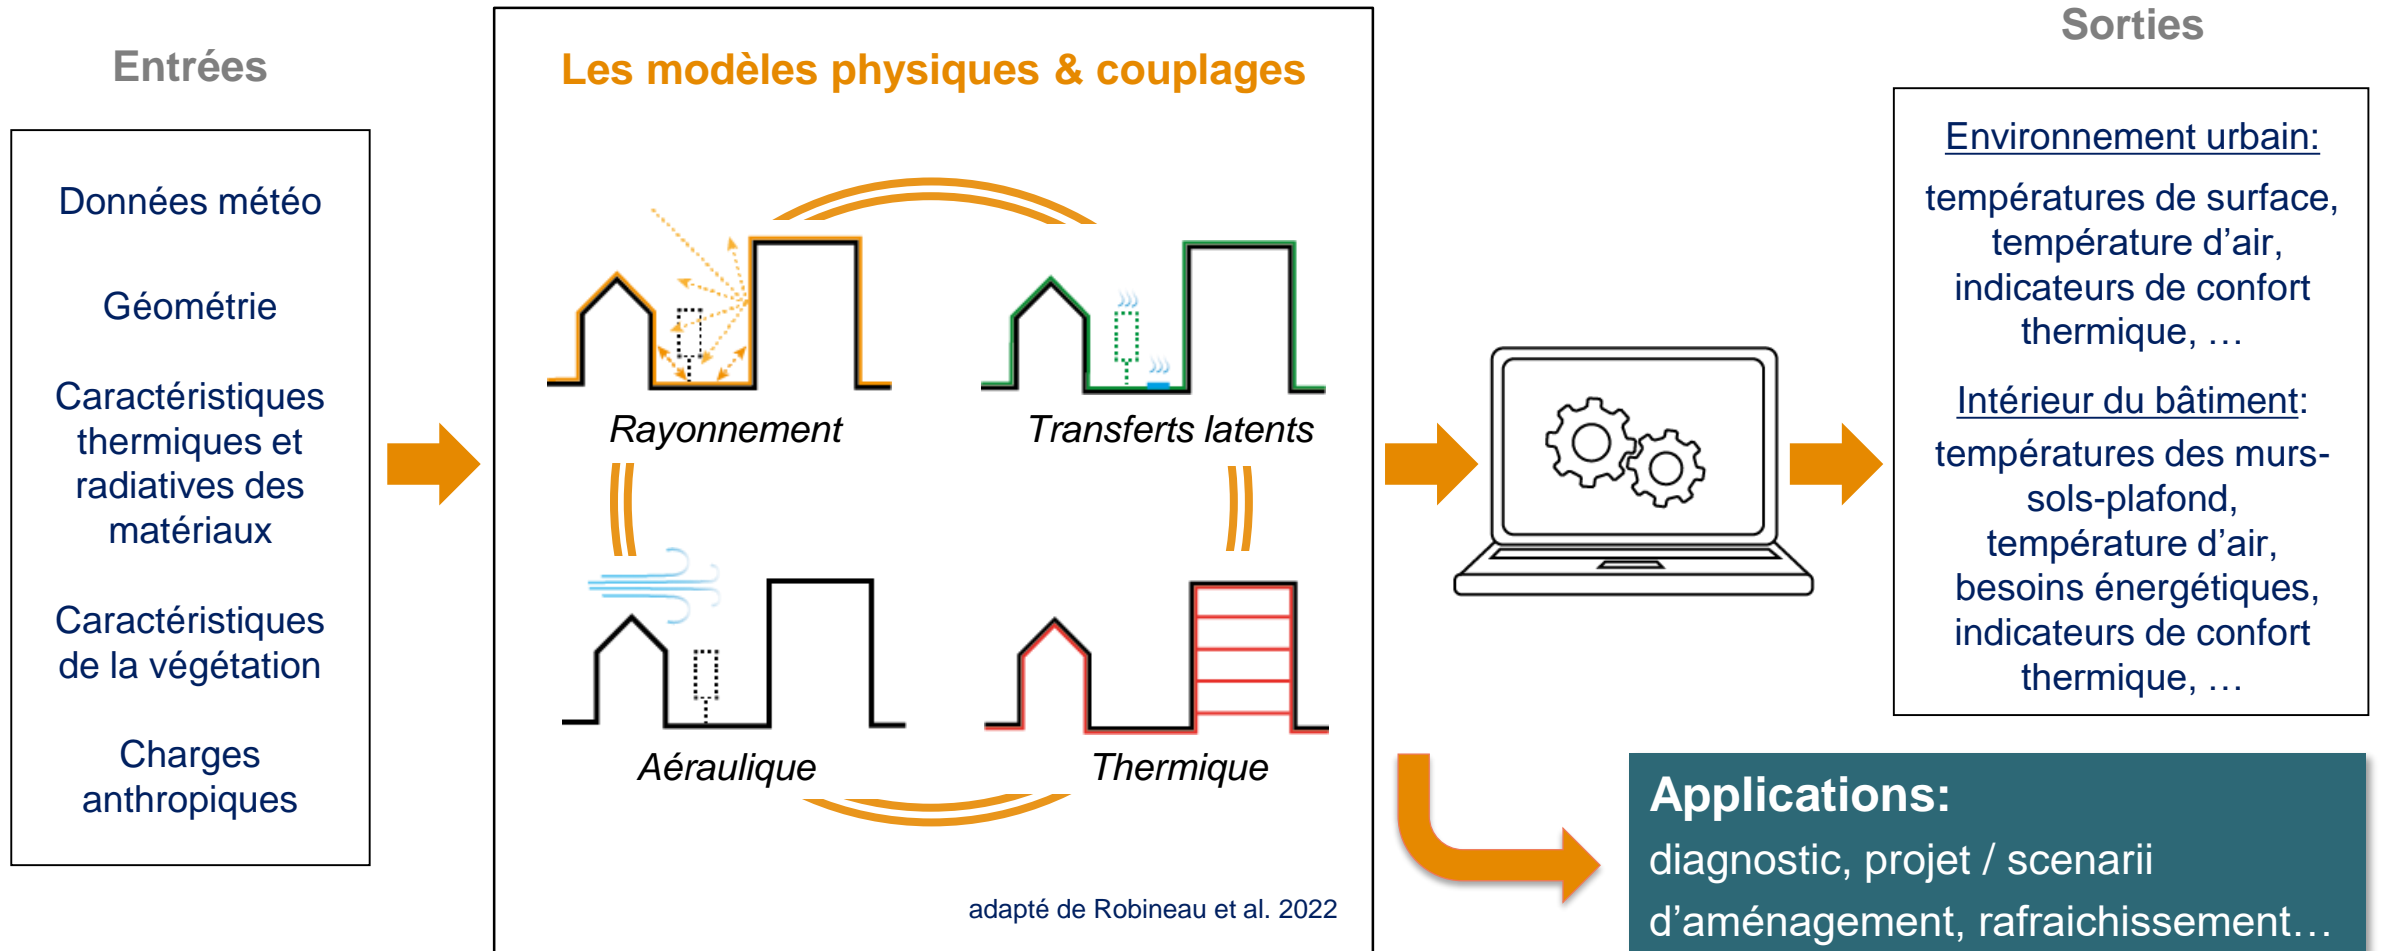 Entrées
Données météo
Géométrie
Caractéristiques
thermiques et
radiatives des
matériaux
Caractéristiques
de la végétation
Charges
anthropiques
Les modèles physiques & couplages
Rayonnement
Transferts latents
Aéraulique
Thermique
adapté de Robineau et al. 2022
Sorties
Environnement urbain:
températures de surface,
température d’air,
indicateurs de confort
thermique, …
Intérieur du bâtiment:
températures des murs-
sols-plafond,
température d’air,
besoins énergétiques,
indicateurs de confort
thermique, …
Applications:
diagnostic, projet / scenarii
d’aménagement, rafraichissement…